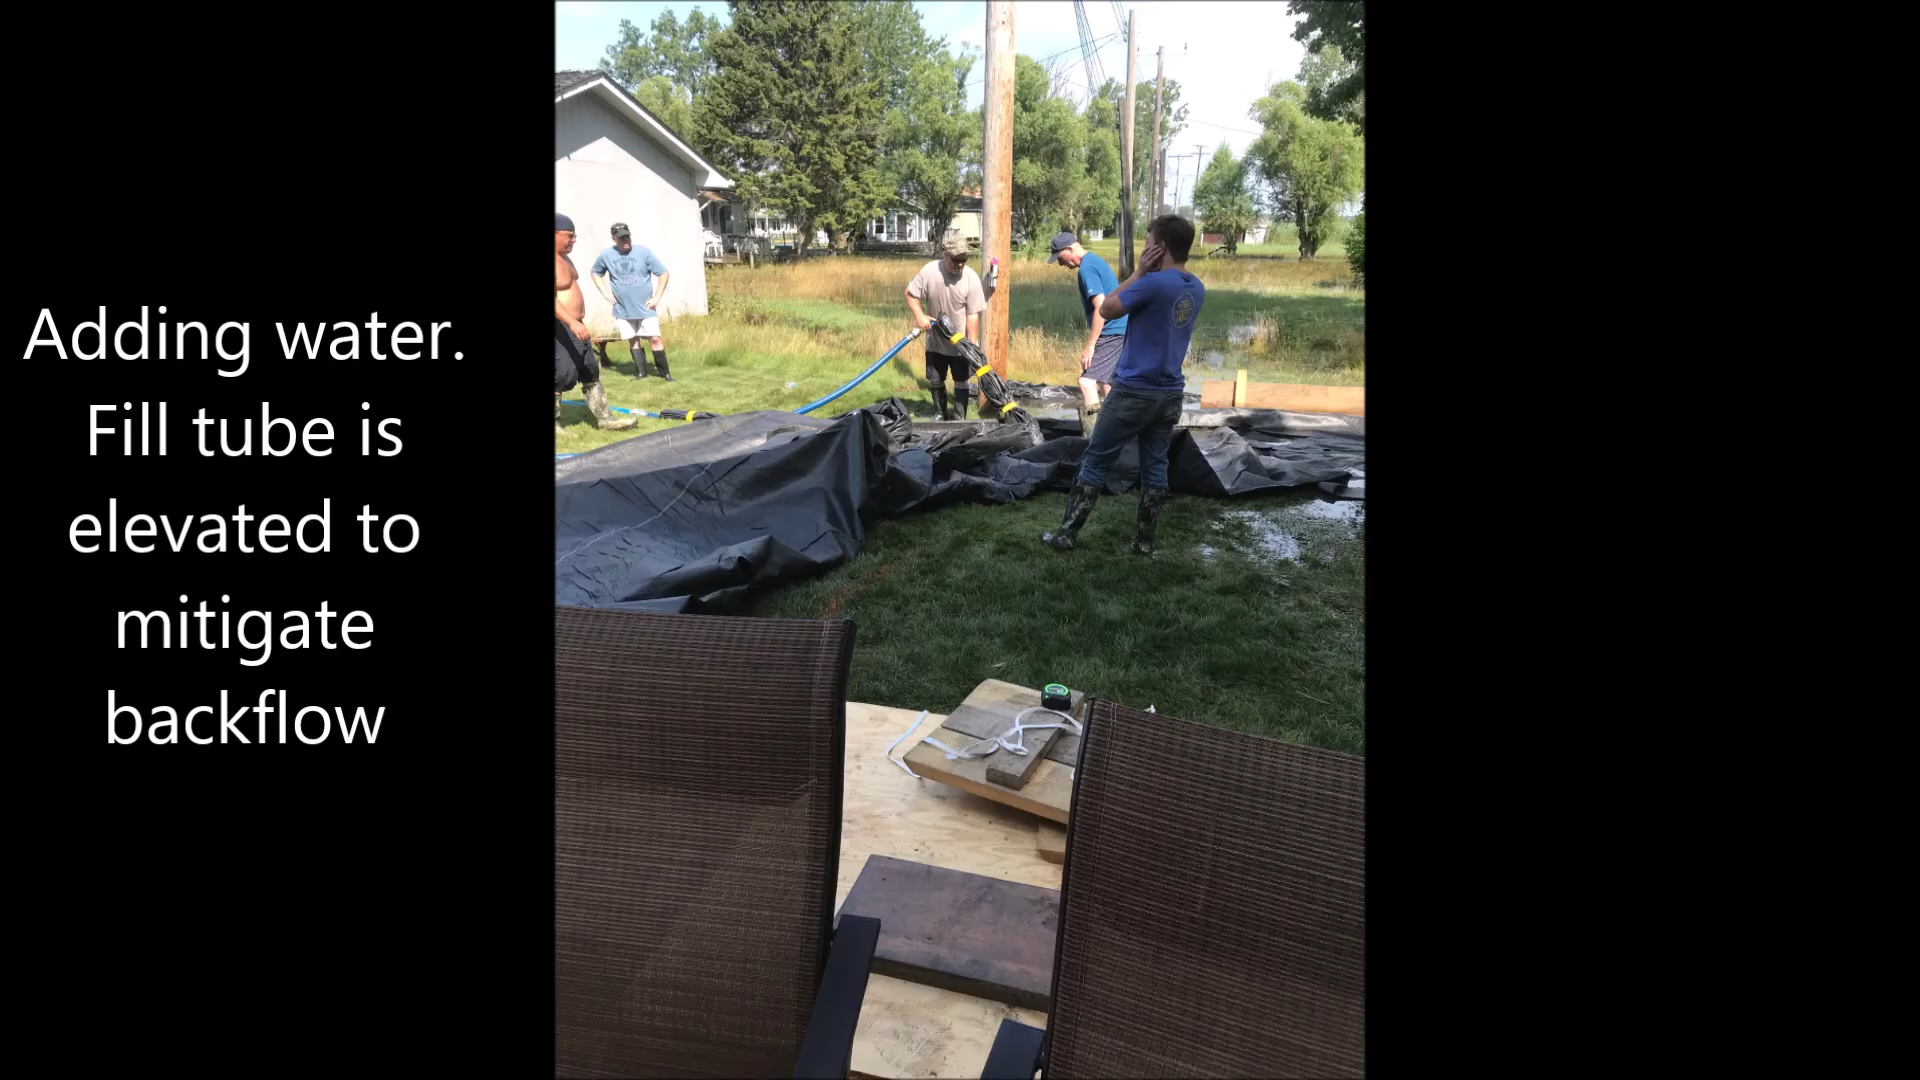 Adding water.
Fill tube is
elevated to
mitigate
backflow